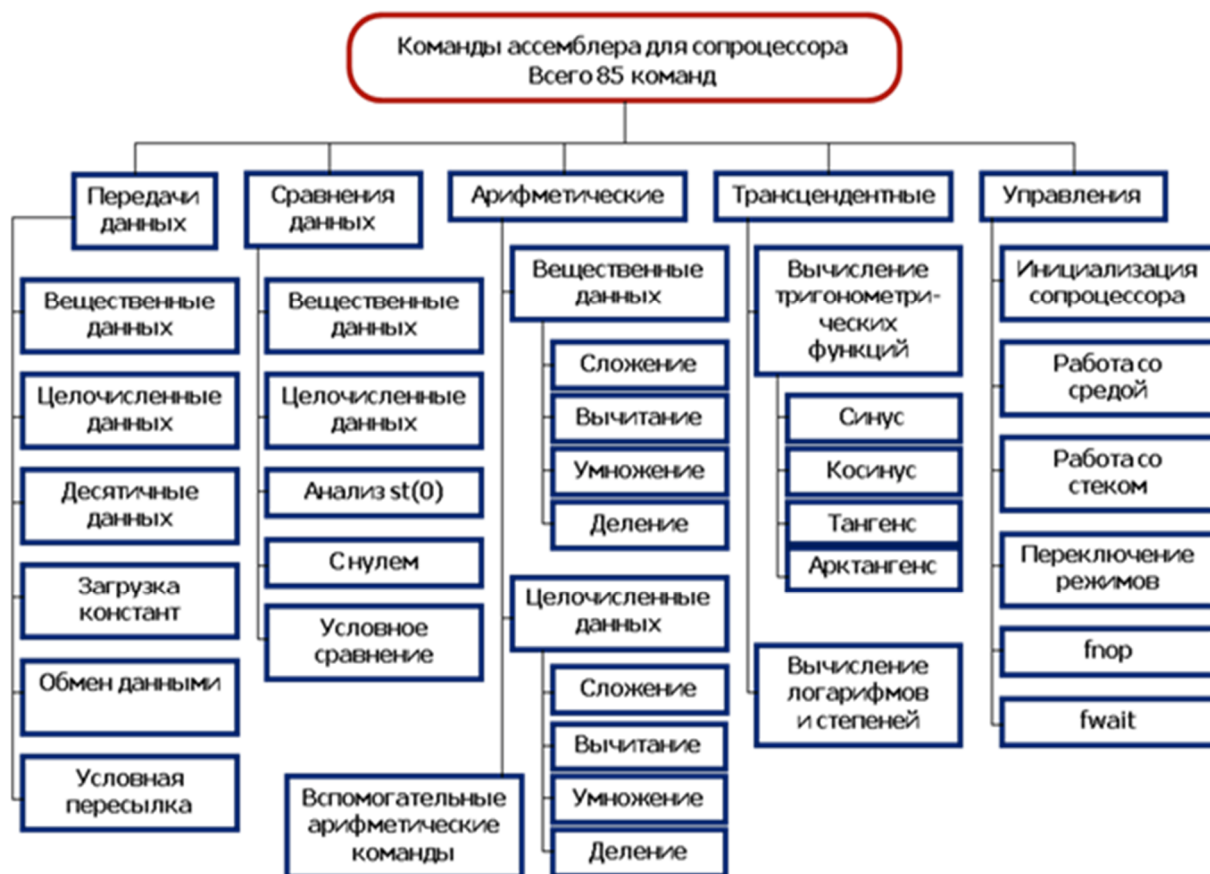 Команды ассемблера для сопроцессора
Всего 85 команд
Передачи
данных
Вещественные
данных
Целочисленные
данных
Десятичные
данных
Загрузка
констант
Обмен данными
Условная
пересылка
Сравнения
данных
Вещественные
данных
Целочисленные
данных
Анализ st(0)
С нулем
Условное
сравнение
Арифметические
Вещественные
данных
Сложение
Вычитание
Умножение
Деление
Целочисленные
данных
Сложение
Вычитание
Умножение
Деление
Вспомогательные
арифметические
команды
Трансцендентные
Вычисление
тригонометри-
ческих
функций
Синус
Косинус
Тангенс
Арктангенс
Вычисление
логарифмов
и степеней
Управления
Инициализация
сопроцессора
Работа со
средой
Работа со
стеком
Переключение
режимов
fnop
fwait